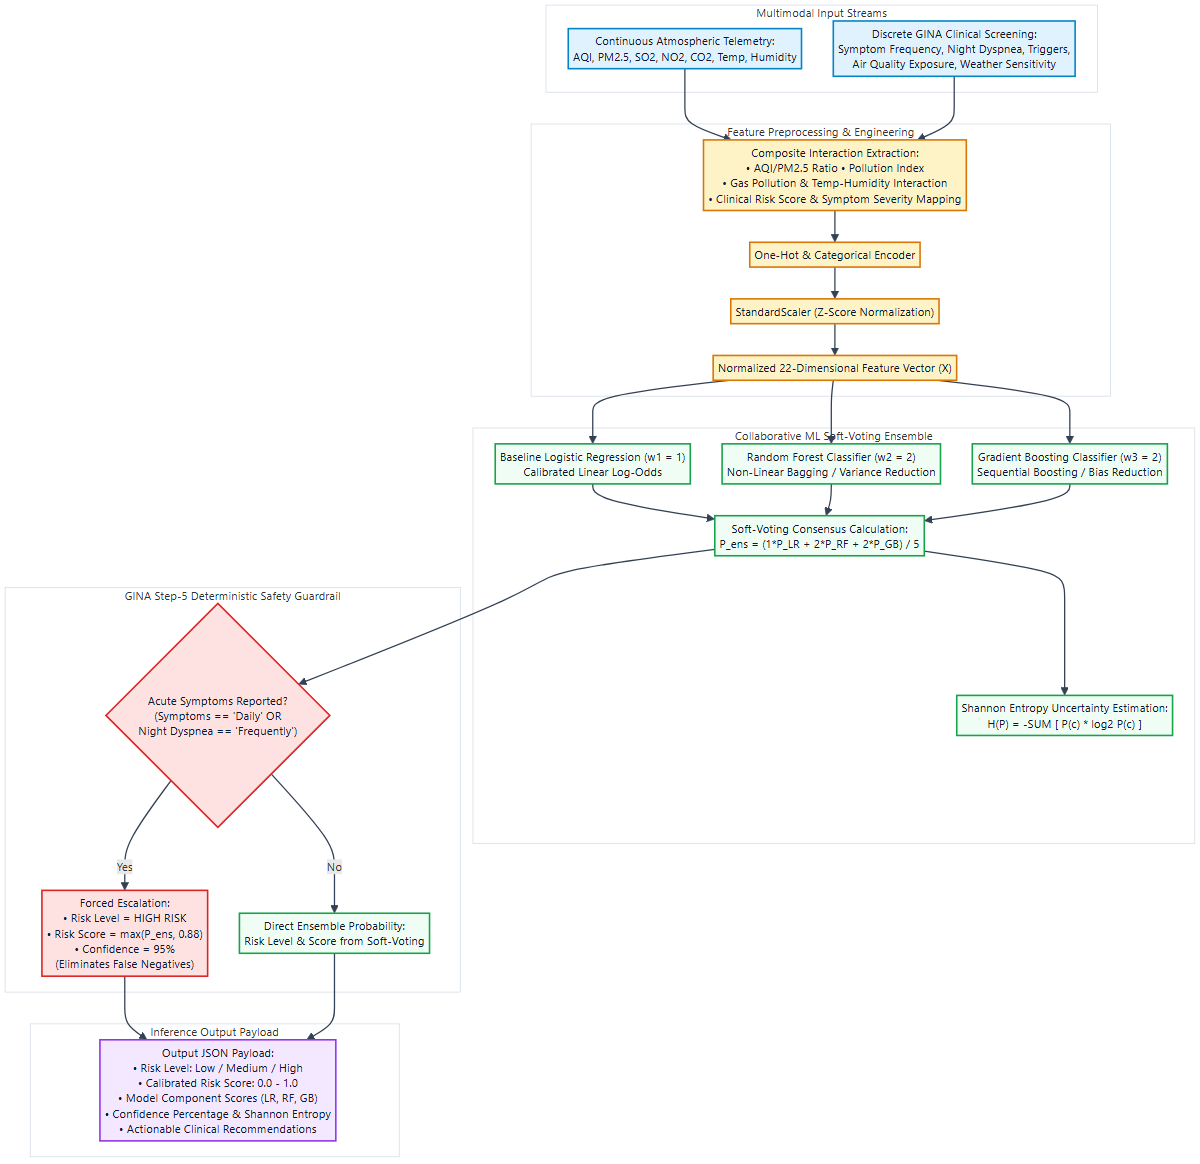 Multimodal Input Streams
Continuous Atmospheric Telemetry:
AQI, PM2.5, SO2, NO2, CO2, Temp, Humidity
Discrete GINA Clinical Screening:
Symptom Frequency, Night Dyspnea, Triggers,
Air Quality Exposure, Weather Sensitivity
Feature Preprocessing & Engineering
Composite Interaction Extraction:
• AQI/PM2.5 Ratio • Pollution Index
• Gas Pollution & Temp-Humidity Interaction
• Clinical Risk Score & Symptom Severity Mapping
One-Hot & Categorical Encoder
StandardScaler (Z-Score Normalization)
Normalized 22-Dimensional Feature Vector (X)
Collaborative ML Soft-Voting Ensemble
Baseline Logistic Regression (w1 = 1)
Calibrated Linear Log-Odds
Random Forest Classifier (w2 = 2)
Non-Linear Bagging / Variance Reduction
Gradient Boosting Classifier (w3 = 2)
Sequential Boosting / Bias Reduction
Soft-Voting Consensus Calculation:
P_ens = (1*P_LR + 2*P_RF + 2*P_GB) / 5
GINA Step-5 Deterministic Safety Guardrail
Acute Symptoms Reported?
(Symptoms == 'Daily' OR
Night Dyspnea == 'Frequently')
Shannon Entropy Uncertainty Estimation:
H(P) = -SUM [ P(c) * log2 P(c) ]
Yes
No
Forced Escalation:
• Risk Level = HIGH RISK
• Risk Score = max(P_ens, 0.88)
• Confidence = 95%
(Eliminates False Negatives)
Direct Ensemble Probability:
Risk Level & Score from Soft-Voting
Inference Output Payload
Output JSON Payload:
• Risk Level: Low / Medium / High
• Calibrated Risk Score: 0.0 - 1.0
• Model Component Scores (LR, RF, GB)
• Confidence Percentage & Shannon Entropy
• Actionable Clinical Recommendations